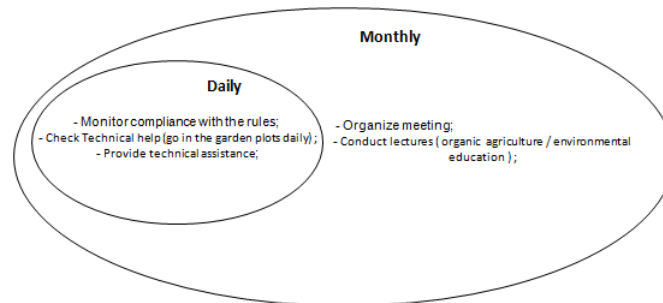 Monthly
Daily
- Monitor compliance with the rules;
- Check Technical help (go in the garden plots daily) ;
- Provide technical assistance;
- Organize meeting;
- Conduct lectures ( organic agriculture / environmental
education ) ;